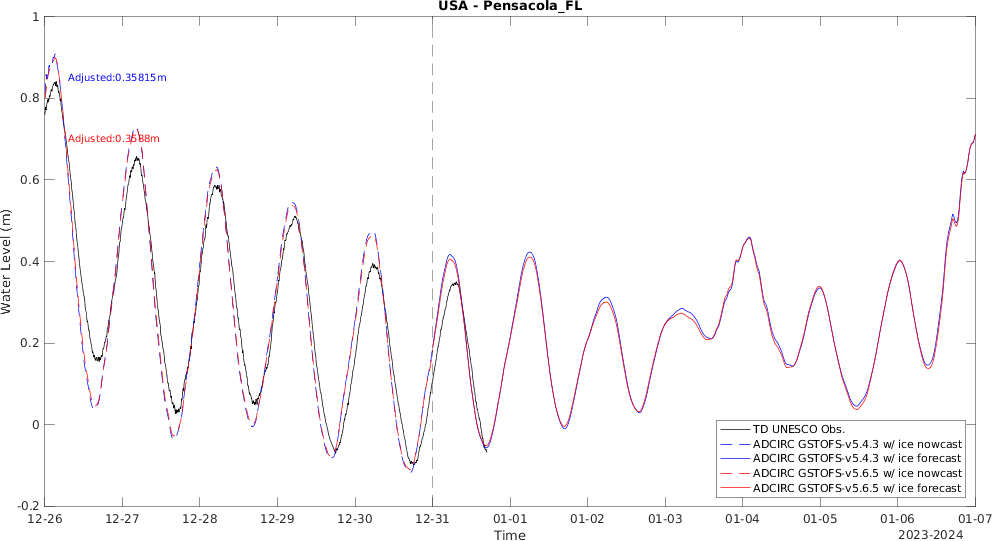 USA - Pensacola_FL
1
0.8
0.6
0.4
0.2
0
-0.2
Water Level (m)
Adjusted:0.35815m
Adjusted:0.3588m
TD UNESCO Obs.
ADCIRC GSTOFS-v5.4.3 w/ ice nowcast
ADCIRC GSTOFS-v5.4.3 w/ ice forecast
ADCIRC GSTOFS-v5.6.5 w/ ice nowcast
ADCIRC GSTOFS-v5.6.5 w/ ice forecast
12-26 12-27 12-28 12-29 12-30 12-31 01-01 01-02 01-03 01-04 01-05 01-06 01-07
Time
2023-2024